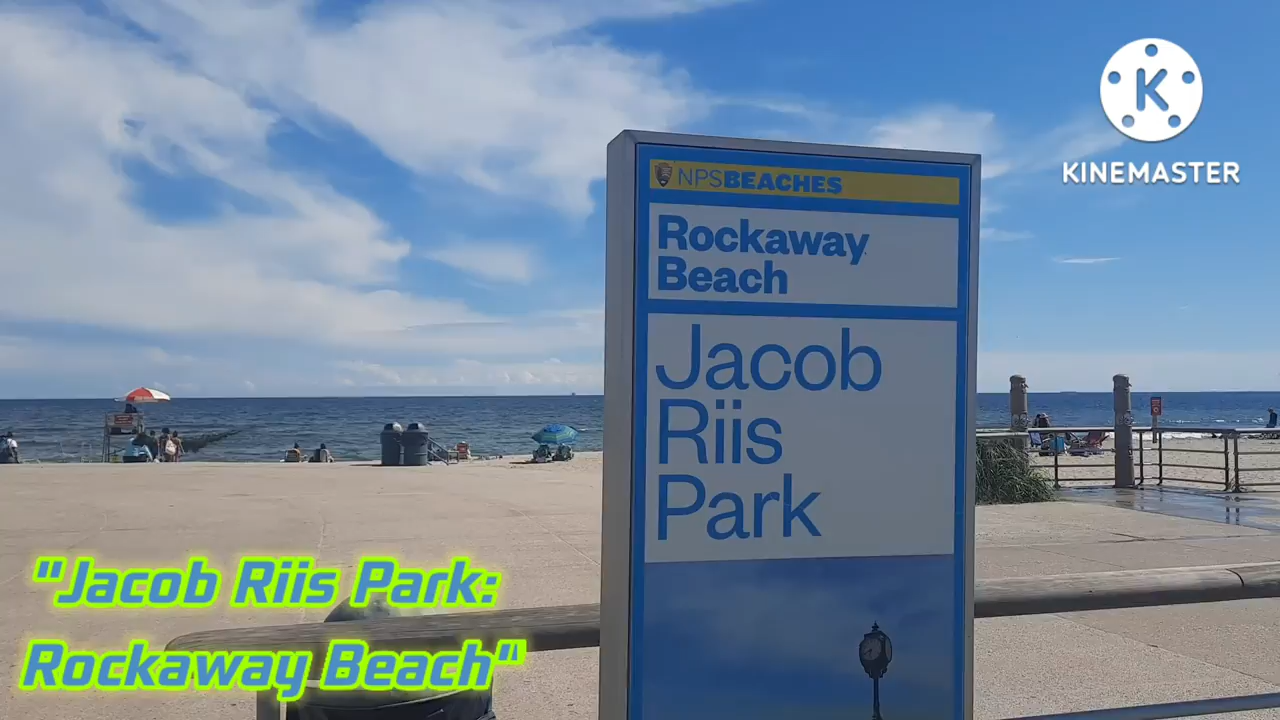 K
KINEMASTER
NPSBEACHES
Rockaway
Beach
Jacob
Riis
Park
"Jacob Riis Park:
Rockaway Beach"